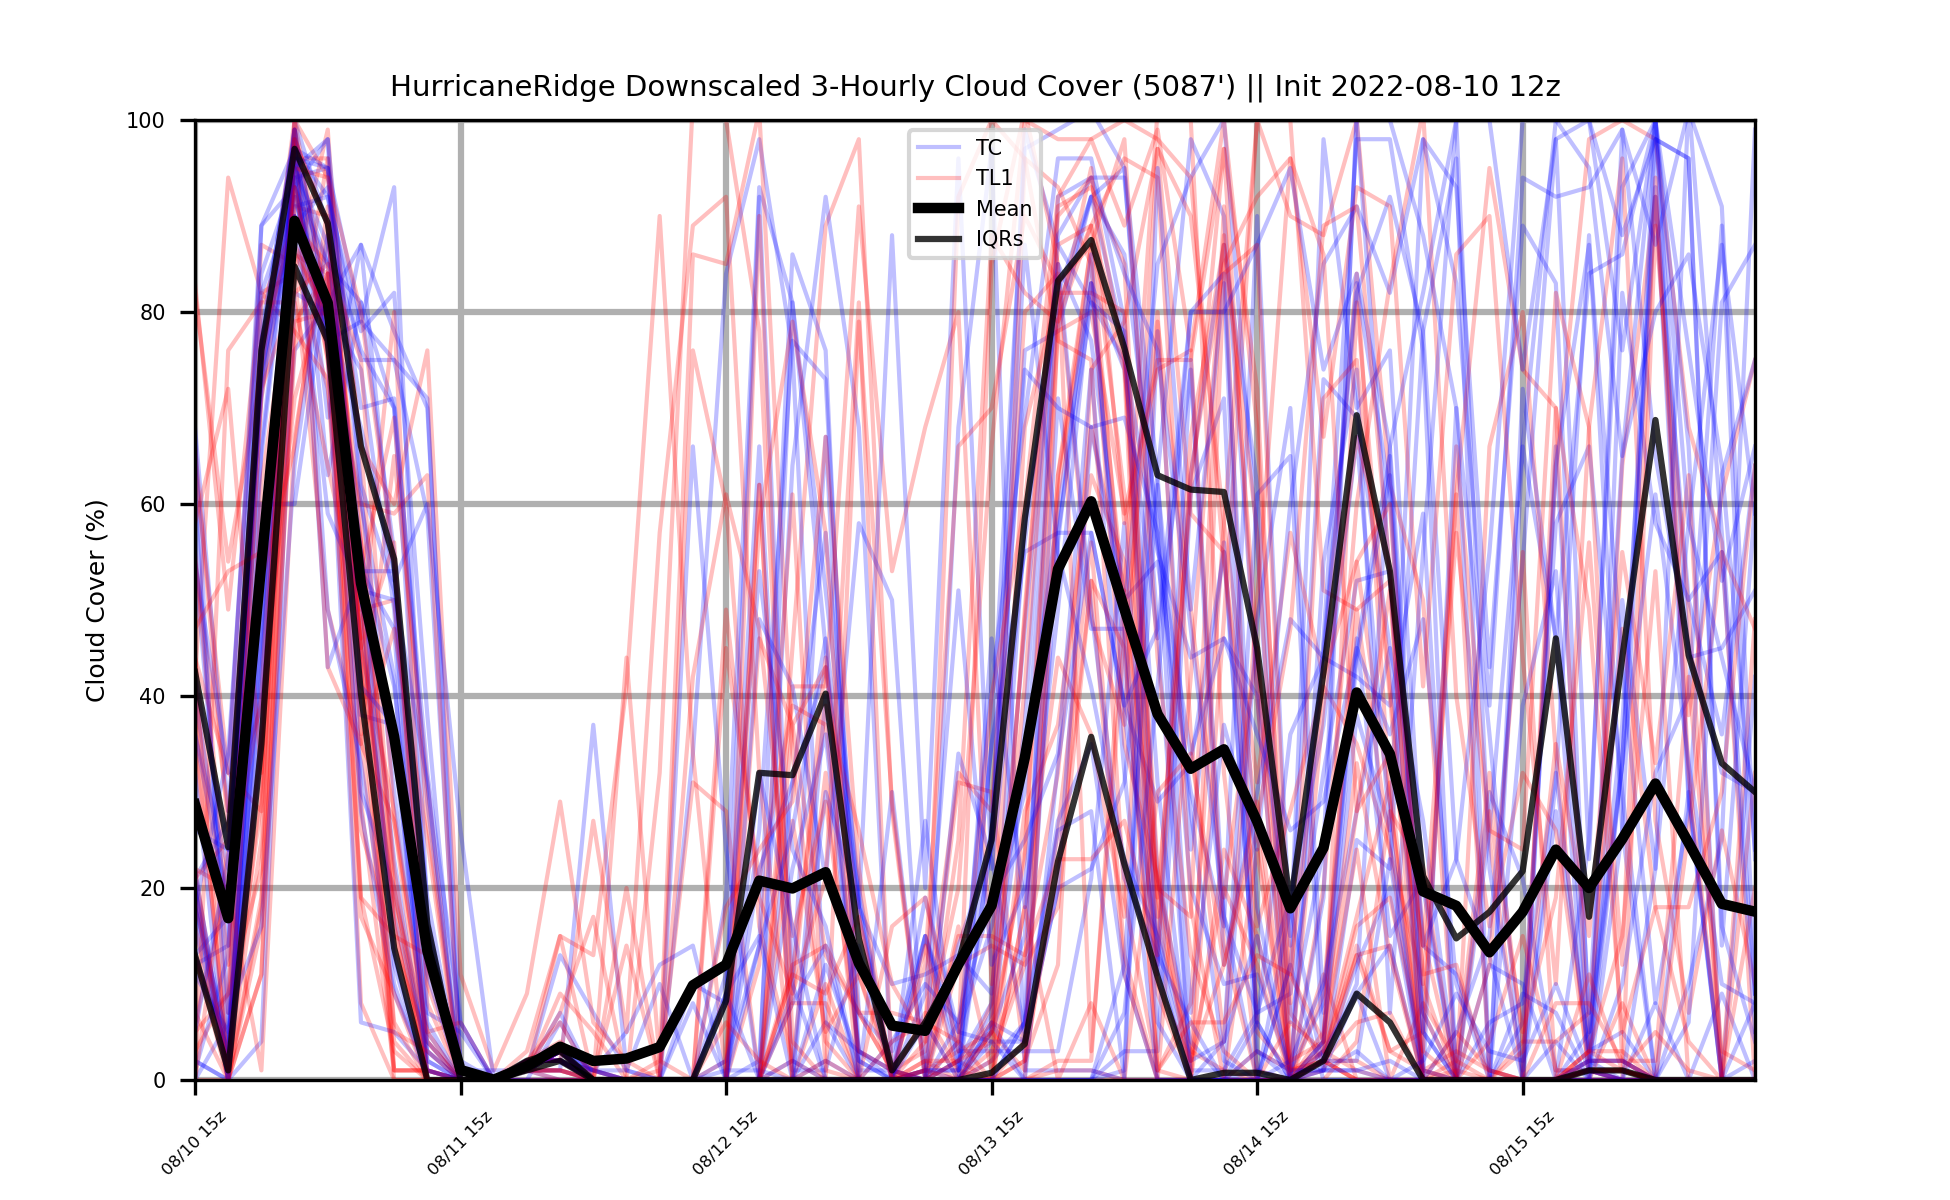 HurricaneRidge Downscaled 3-Hourly Cloud Cover (5087') || Init 2022-08-10 12z
TC
TL1
Mean
IQRs
Cloud Cover (%)
100
80
60
40
20
0
08/10 15z
08/11 15z
08/12 15z
08/13 15z
08/14 15z
08/15 15z